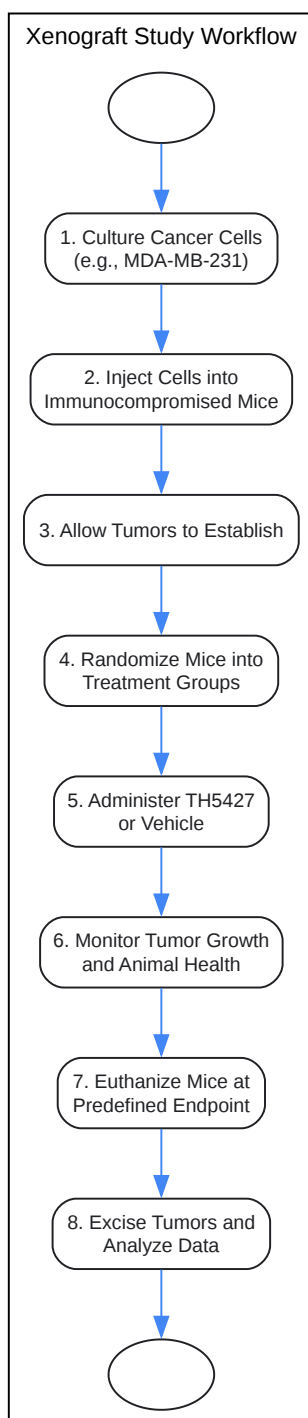 Xenograft Study Workflow
1. Culture Cancer Cells
(e.g., MDA-MB-231)
2. Inject Cells into
Immunocompromised Mice
3. Allow Tumors to Establish
4. Randomize Mice into
Treatment Groups
5. Administer TH5427
or Vehicle
6. Monitor Tumor Growth
and Animal Health
7. Euthanize Mice at
Predefined Endpoint
8. Excise Tumors and
Analyze Data